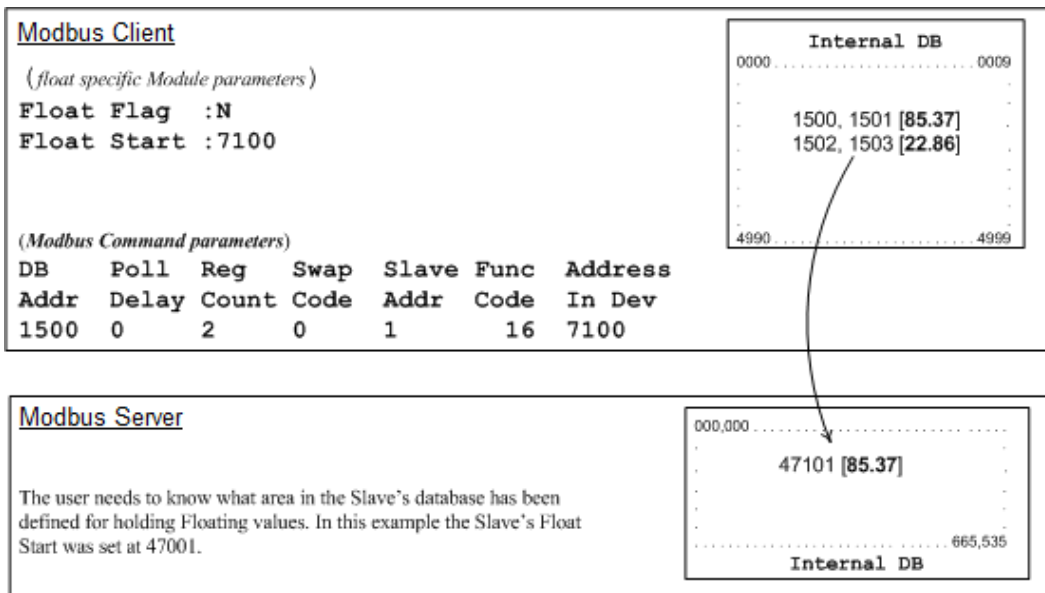 Modbus Client
(float specific Module parameters)
Float Flag :N
Float Start :7100
(Modbus Command parameters)
DB Poll Reg Swap Slave Func Address
Addr Delay Count Code Addr Code In Dev
1500 0 2 0 1 16 7100
Internal DB
0000 . . . . . . . . . . . . . . . . . . . . . . . . 0009
1500, 1501 [85.37]
1502, 1503 [22.86]
4990 . . . . . . . . . . . . . . . . . . . . . . . . 4999
Modbus Server
The user needs to know what area in the Slave's database has been
defined for holding Floating values. In this example the Slave's Float
Start was set at 47001.
000,000 . . . . . . . . . . . . . . . . . . . . . . . . . . . . . .
47101 [85.37]
. . . . . . . . . . . . . . . . . . . . . . . . . . . . . . 665,535
Internal DB